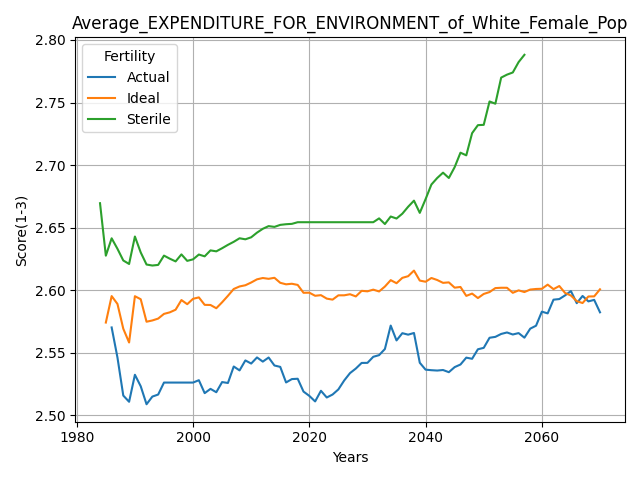 Average_EXPENDITURE_FOR_ENVIRONMENT_of_White_Female_Pop
2.80
2.75
2.70
2.65
2.60
2.55
2.50
Score(1-3)
Fertility
Actual
Ideal
Sterile
1980 2000 2020 2040 2060
Years